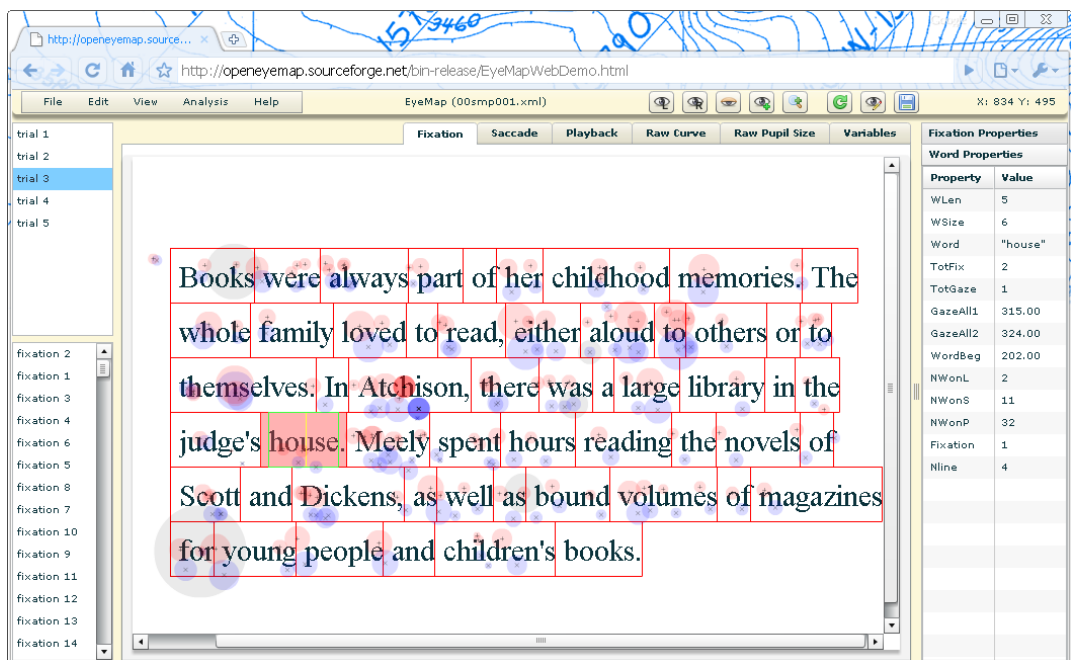 3460
http://openeyemap.source...
http://openeyemap.sourceforge.net/bin-release/EyeMapWebDemo.html
File Edit View Analysis Help EyeMap (00smp001.xml) X: 834 Y: 495
trial 1
trial 2
trial 3
trial 4
trial 5
fixation 2
fixation 1
fixation 3
fixation 4
fixation 6
fixation 5
fixation 8
fixation 7
fixation 10
fixation 9
fixation 11
fixation 12
fixation 13
fixation 14
Fixation Saccade Playback Raw Curve Raw Pupil Size Variables
Books were always part of her childhood memories. The
whole family loved to read, either aloud to others or to
themselves. In Atchison, there was a large library in the
judge's house. Meely spent hours reading the novels of
Scott and Dickens, as well as bound volumes of magazines
for young people and children's books.
Fixation Properties
Word Properties
Property Value
WLen 5
WSize 6
Word "house"
TotFix 2
TotGaze 1
GazeAll1 315.00
GazeAll2 324.00
WordBeg 202.00
NWonL 2
NWonS 11
NWonP 32
Fixation 1
Nline 4